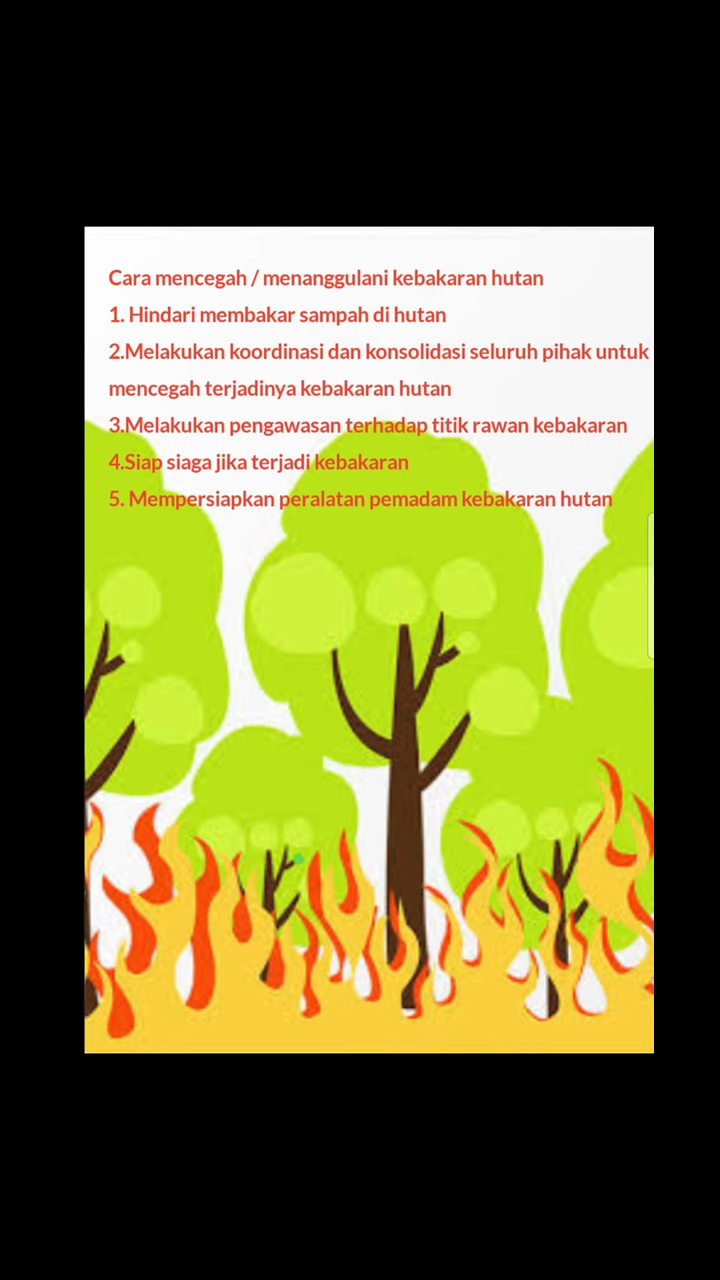 Cara mencegah / menanggulani kebakaran hutan
1. Hindari membakar sampah di hutan
2.Melakukan koordinasi dan konsolidasi seluruh pihak untuk
mencegah terjadinya kebakaran hutan
3.Melakukan pengawasan terhadap titik rawan kebakaran
4.Siap siaga jika terjadi kebakaran
5. Mempersiapkan peralatan pemadam kebakaran hutan